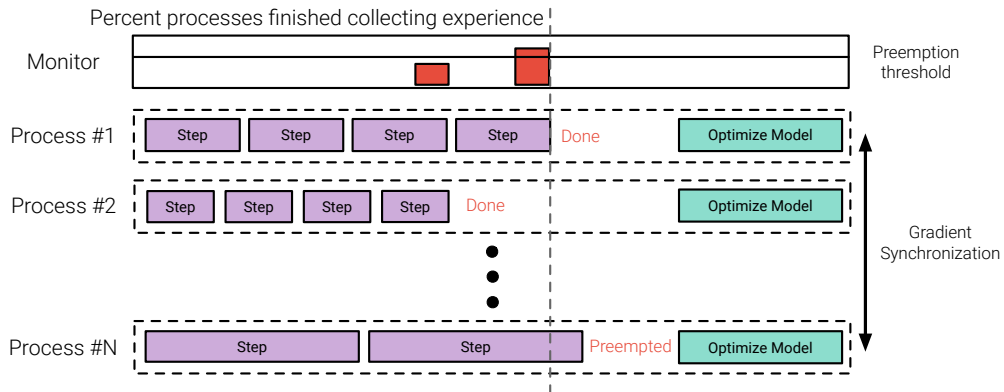 Percent processes finished collecting experience
Monitor
Preemption
threshold
Process #1
Step
Step
Step
Step
Done
Optimize Model
Process #2
Step
Step
Step
Step
Done
Optimize Model
Gradient
Synchronization
Process #N
Step
Step
Preempted
Optimize Model